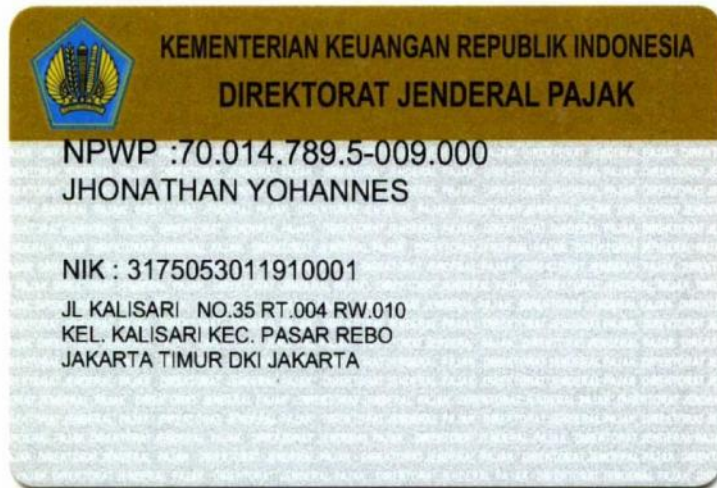 KEMENTERIAN KEUANGAN REPUBLIK INDONESIA
DIREKTORAT JENDERAL PAJAK
NPWP :70.014.789.5-009.000
JHONATHAN YOHANNES
NIK : 3175053011910001
JL KALISARI NO.35 RT.004 RW.010
KEL. KALISARI KEC. PASAR REBO
JAKARTA TIMUR DKI JAKARTA